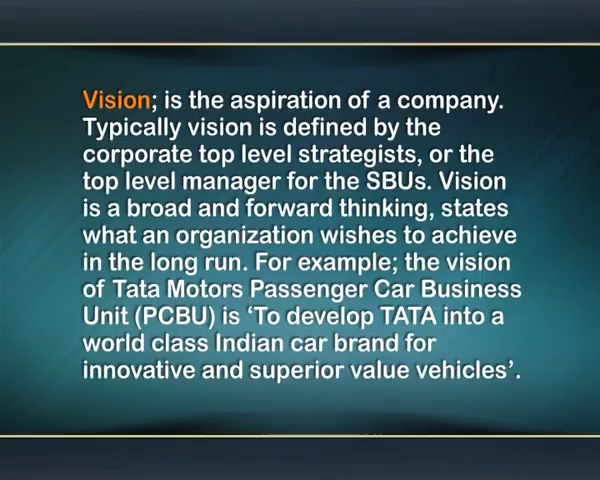 Vision; is the aspiration of a company.
Typically vision is defined by the
corporate top level strategists, or the
top level manager for the SBUs. Vision
is a broad and forward thinking, states
what an organization wishes to achieve
in the long run. For example; the vision
of Tata Motors Passenger Car Business
Unit (PCBU) is ‘To develop TATA into a
world class Indian car brand for
innovative and superior value vehicles’.